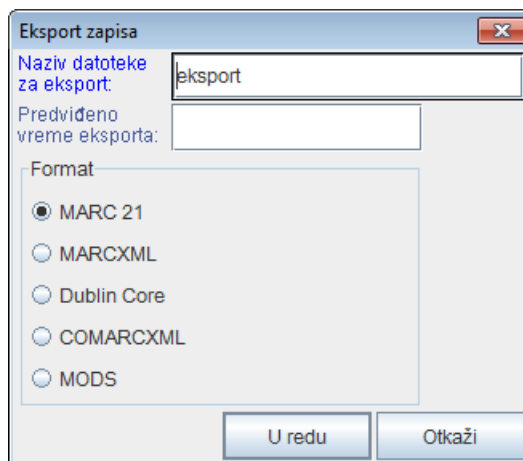 Eksport zapisa
Naziv datoteke
za eksport:
eksport
Predviđeno
vreme eksporta:
Format
MARC 21
MARCXML
Dublin Core
COMARCXML
MODS
U redu
Otkaži